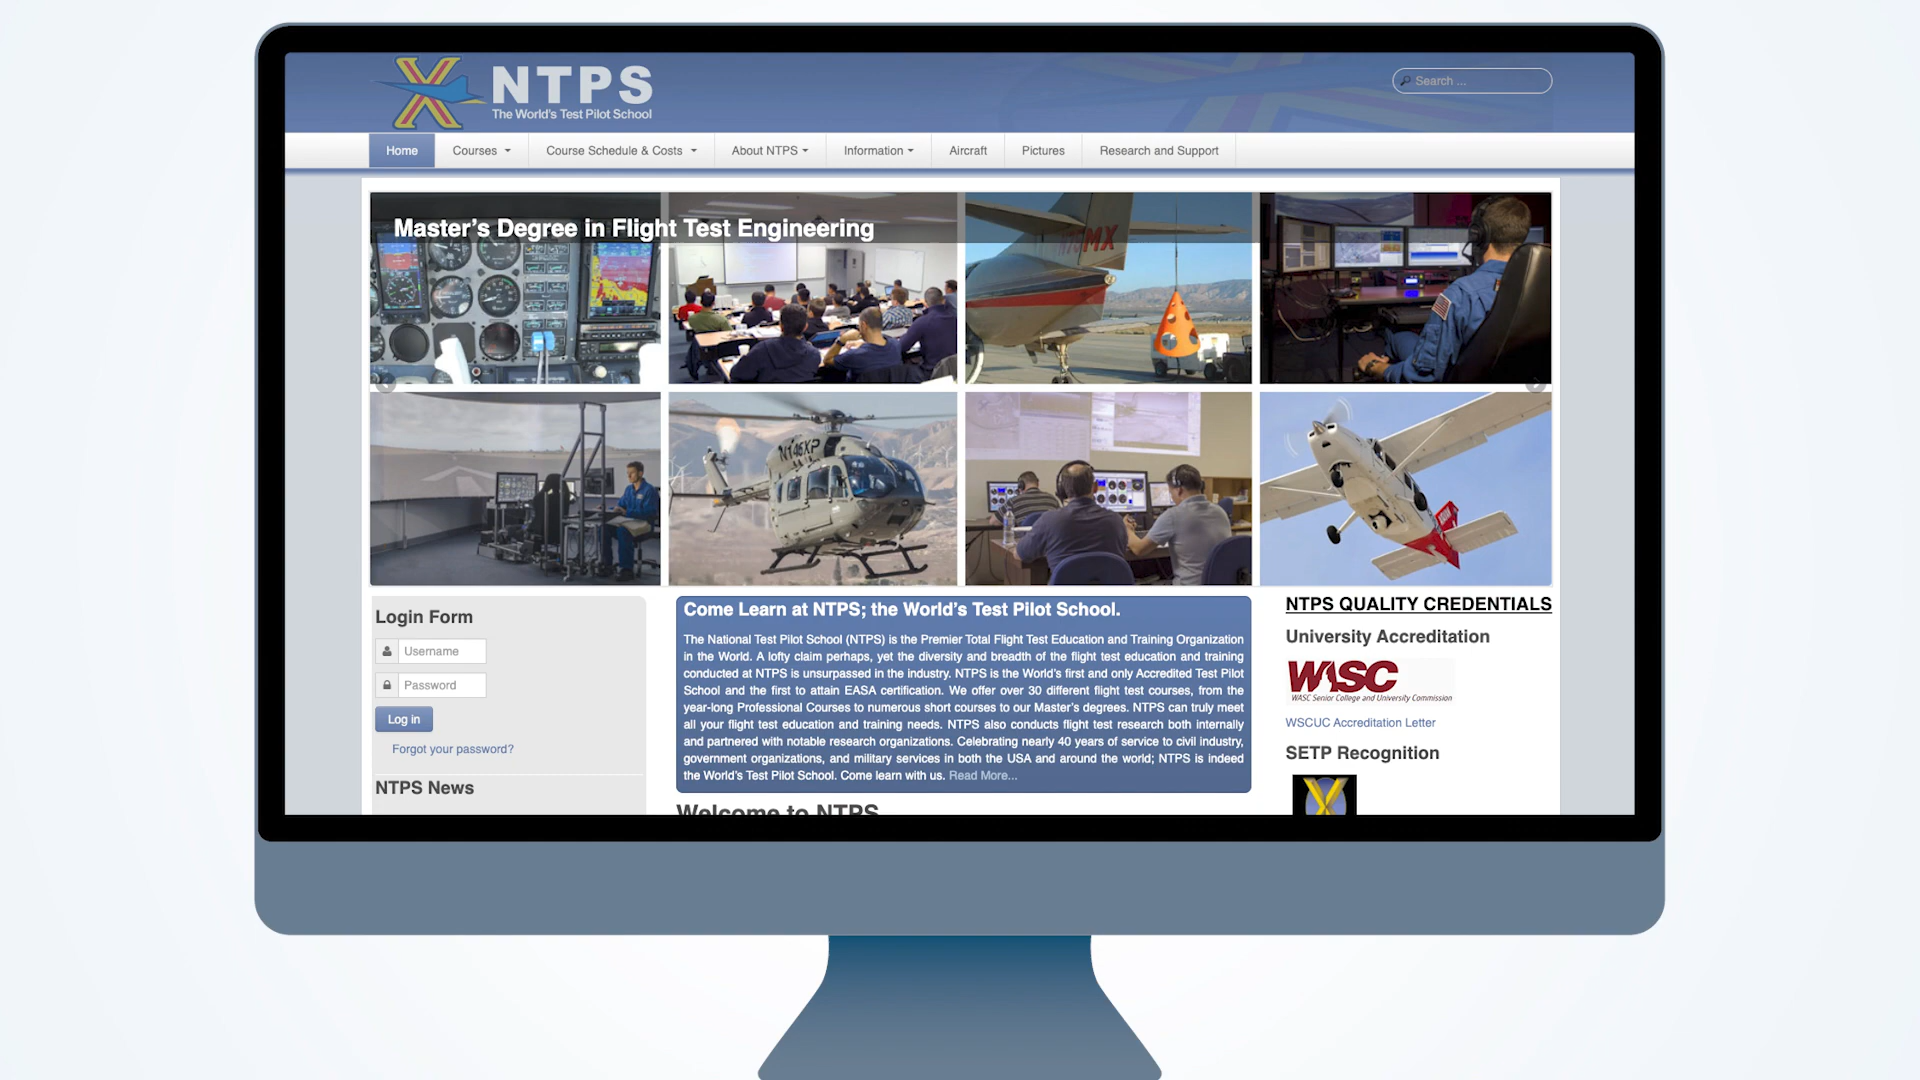 NTPS
The World's Test Pilot School
Search ...
Home
Courses
Course Schedule & Costs
About NTPS
Information
Aircraft
Pictures
Research and Support
Master's Degree in Flight Test Engineering
MX
N146XP
Login Form
Username
Password
Log in
Forgot your password?
NTPS News
Come Learn at NTPS; the World's Test Pilot School.
The National Test Pilot School (NTPS) is the Premier Total Flight Test Education and Training Organization
in the World. A lofty claim perhaps, yet the diversity and breadth of the flight test education and training
conducted at NTPS is unsurpassed in the industry. NTPS is the World's first and only Accredited Test Pilot
School and the first to attain EASA certification. We offer over 30 different flight test courses, from the
year-long Professional Courses to numerous short courses to our Master's degrees. NTPS can truly meet
all your flight test education and training needs. NTPS also conducts flight test research both internally
and partnered with notable research organizations. Celebrating nearly 40 years of service to civil industry,
government organizations, and military services in both the USA and around the world; NTPS is indeed
the World's Test Pilot School. Come learn with us. Read More...
Welcome to NTPS
NTPS QUALITY CREDENTIALS
University Accreditation
WASC
WASC Senior College and University Commission
WSCUC Accreditation Letter
SETP Recognition